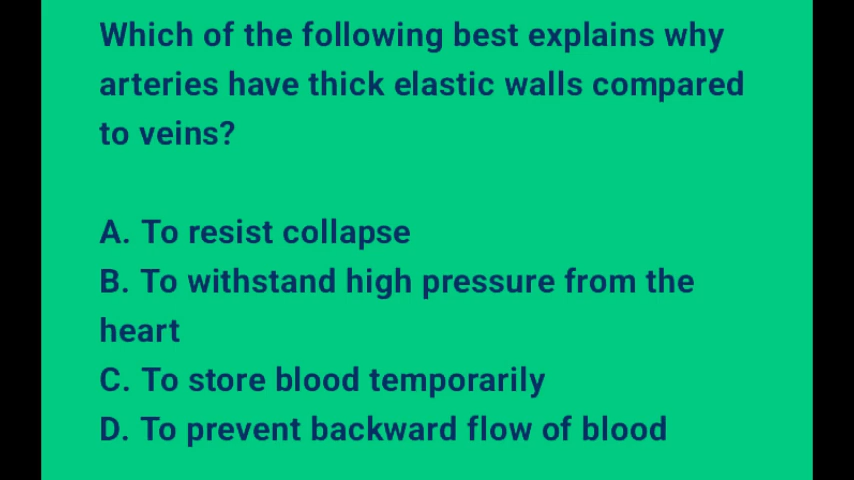 Which of the following best explains why
arteries have thick elastic walls compared
to veins?
A. To resist collapse
B. To withstand high pressure from the
heart
C. To store blood temporarily
D. To prevent backward flow of blood